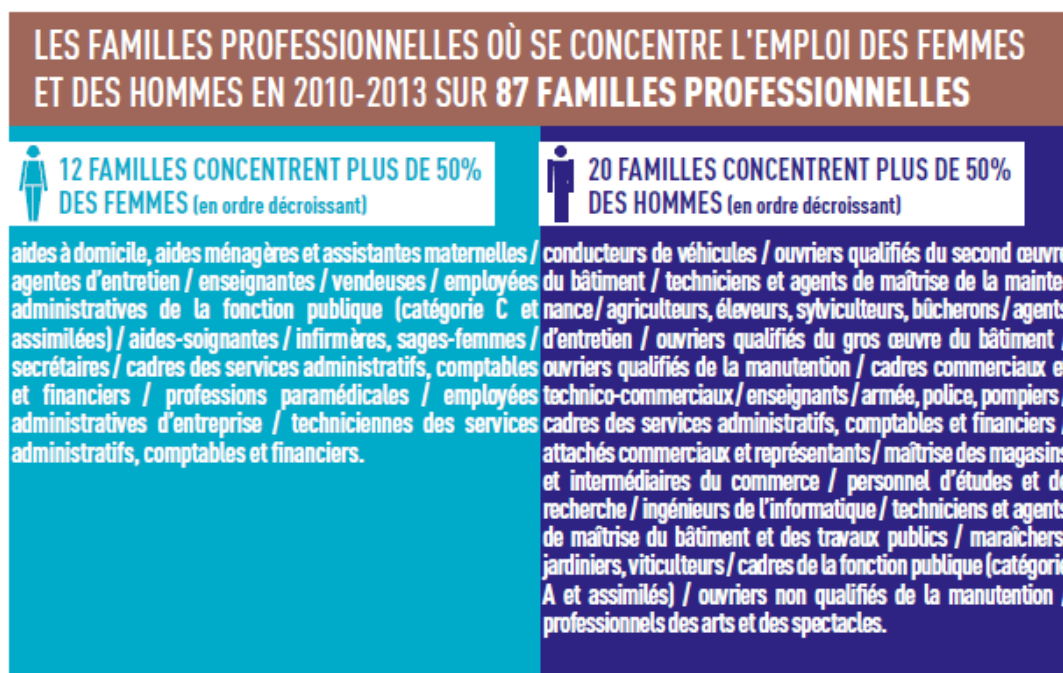 LES FAMILLES PROFESSIONNELLES OÙ SE CONCENTRE L'EMPLOI DES FEMMES
ET DES HOMMES EN 2010-2013 SUR 87 FAMILLES PROFESSIONNELLES
12 FAMILLES CONCENTRENT PLUS DE 50%
DES FEMMES (en ordre décroissant)
aides à domicile, aides ménagères et assistantes maternelles /
agentes d'entretien / enseignantes / vendeuses / employées
administratives de la fonction publique (catégorie C et
assimilées) / aides-soignantes / infirmères, sages-femmes /
secrétaires / cadres des services administratifs, comptables
et financiers / professions paramédicales / employées
administratives d'entreprise / techniciennes des services
administratifs, comptables et financiers.
20 FAMILLES CONCENTRENT PLUS DE 50%
DES HOMMES (en ordre décroissant)
conducteurs de véhicules / ouvriers qualifiés du second œuvre
du bâtiment / techniciens et agents de maîtrise de la mainte-
nance / agriculteurs, éleveurs, sylviculteurs, bûcherons / agents
d'entretien / ouvriers qualifiés du gros œuvre du bâtiment /
ouvriers qualifiés de la manutention / cadres commerciaux et
technico-commerciaux / enseignants / armée, police, pompiers /
cadres des services administratifs, comptables et financiers /
attachés commerciaux et représentants / maîtrise des magasins
et intermédiaires du commerce / personnel d'études et de
recherche / ingénieurs de l'informatique / techniciens et agents
de maîtrise du bâtiment et des travaux publics / maraîchers,
jardiniers, viticulteurs / cadres de la fonction publique (catégorie
A et assimilés) / ouvriers non qualifiés de la manutention /
professionnels des arts et des spectacles.